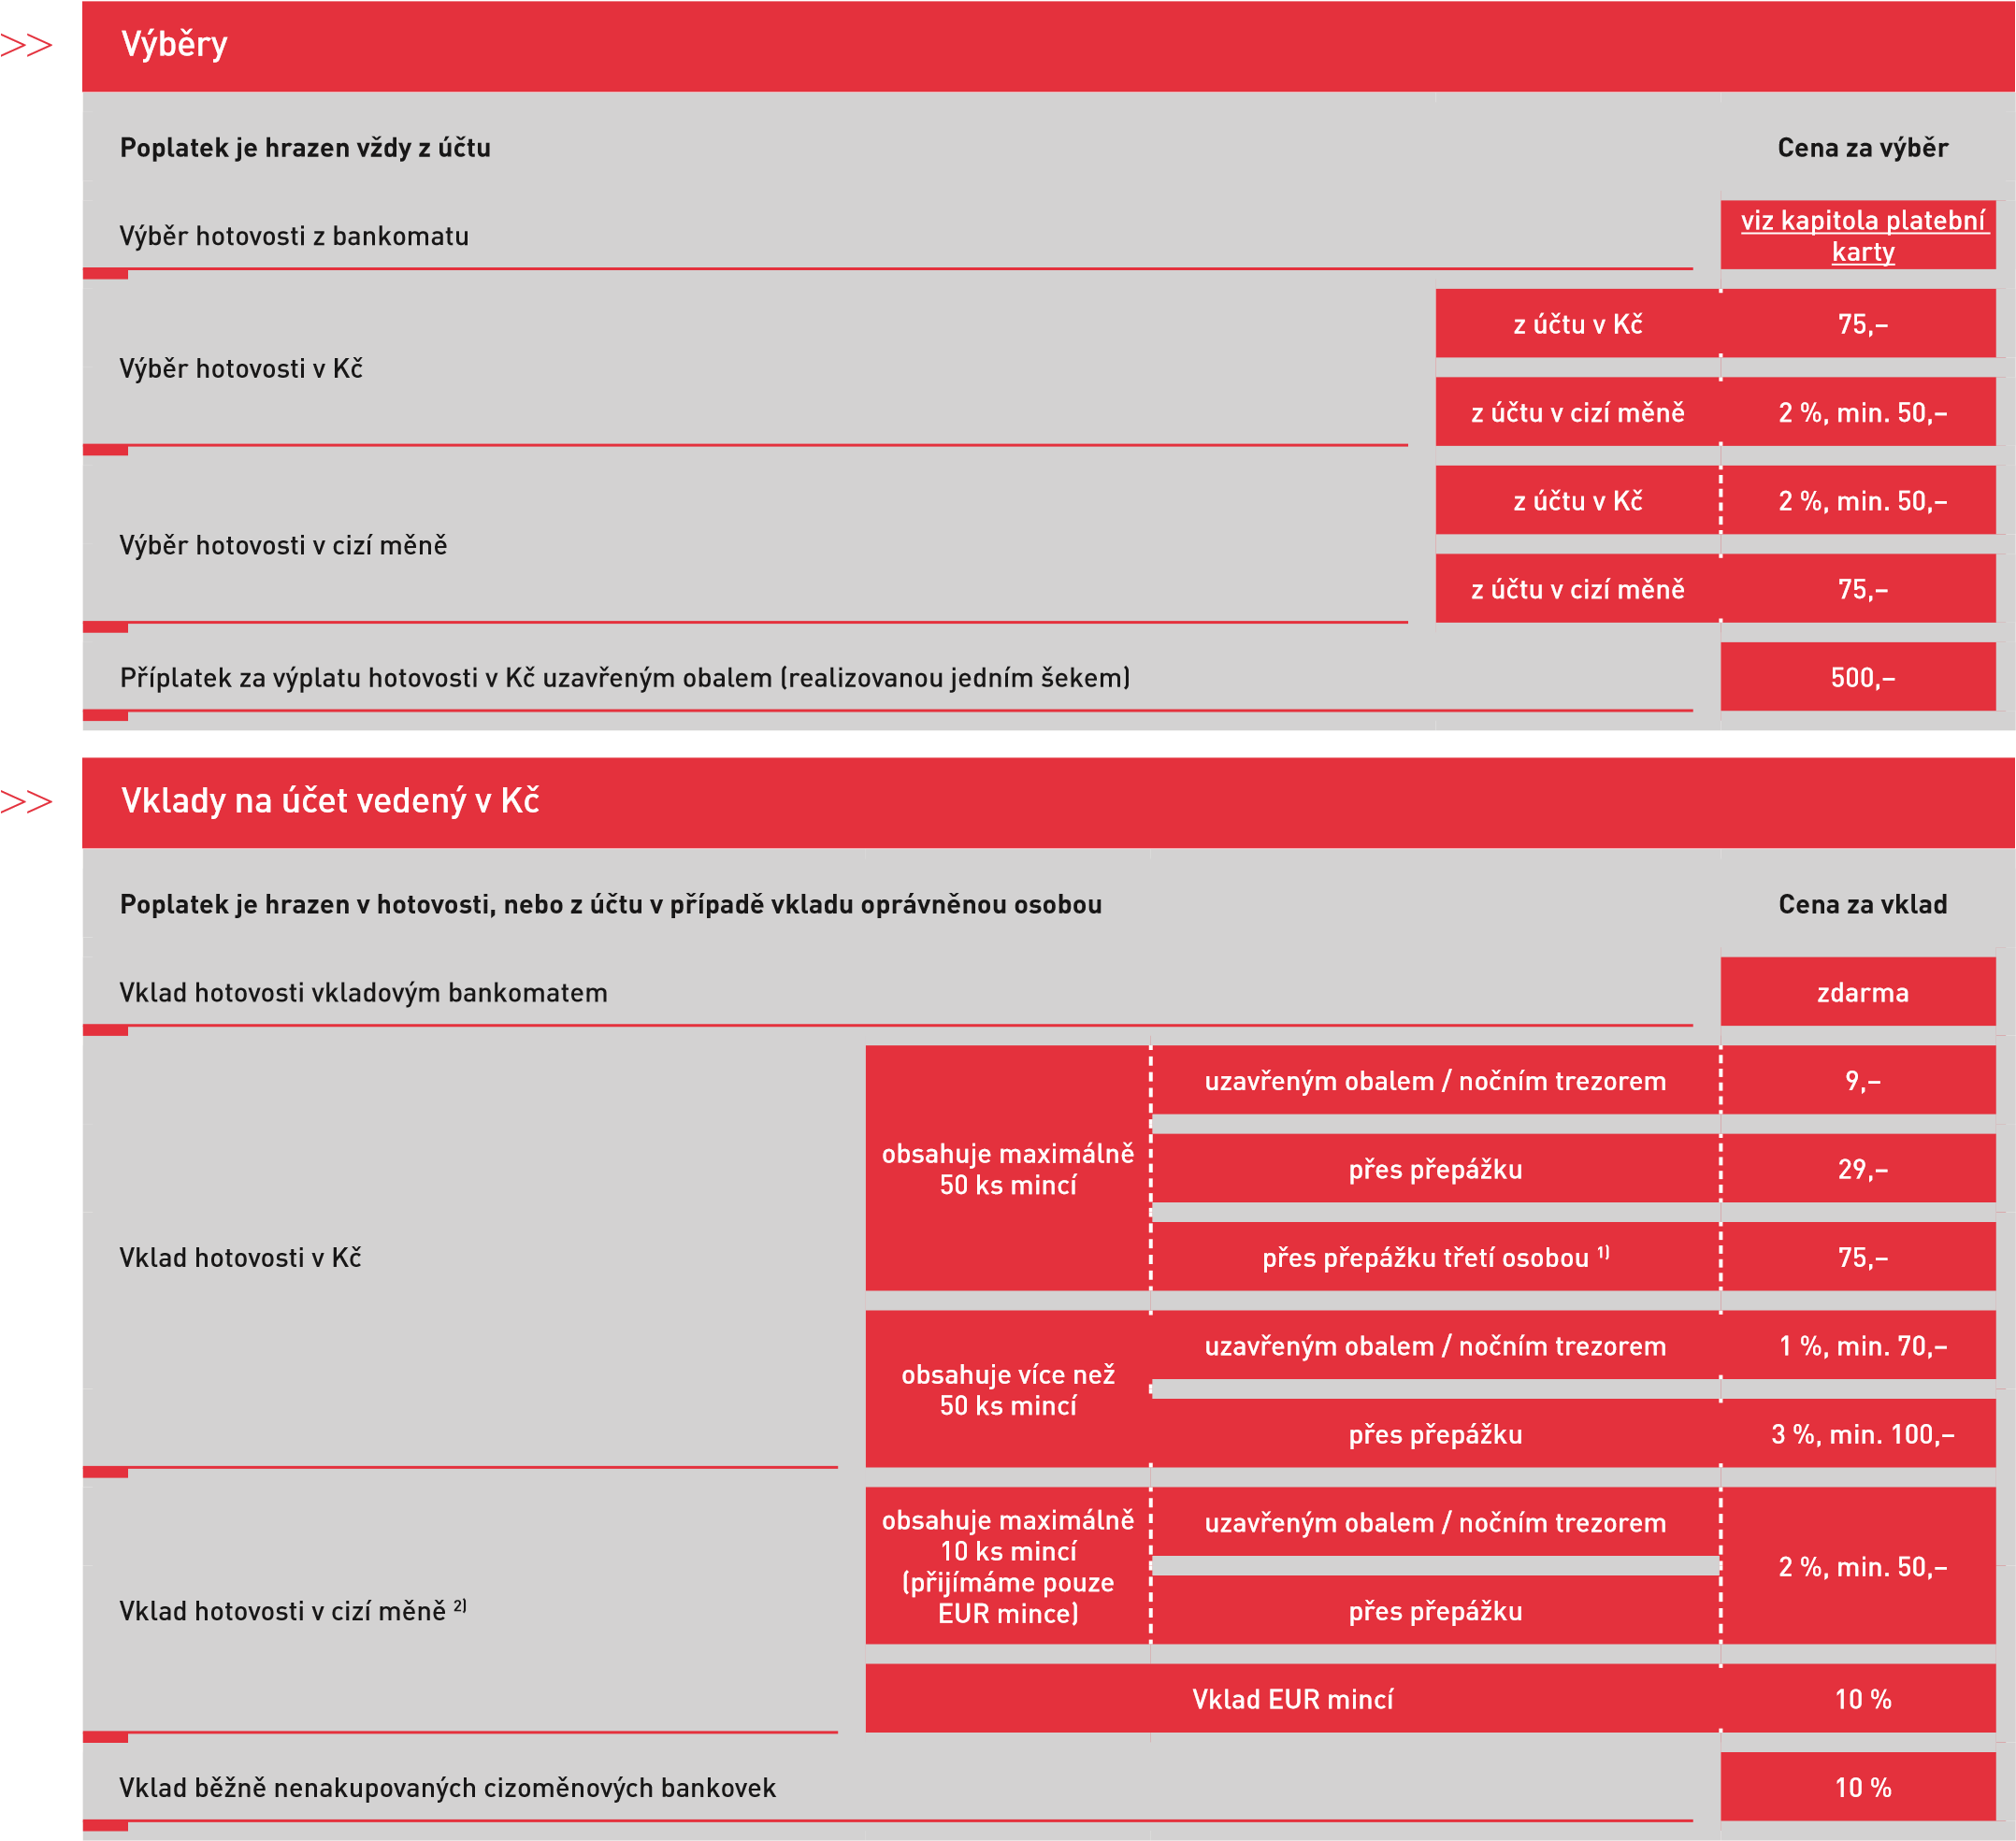 >> Výběry
Poplatek je hrazen vždy z účtu
Cena za výběr
Výběr hotovosti z bankomatu
viz kapitola platební
karty
Výběr hotovosti v Kč
z účtu v Kč
75,–
z účtu v cizí měně
2 %, min. 50,–
Výběr hotovosti v cizí měně
z účtu v Kč
2 %, min. 50,–
z účtu v cizí měně
75,–
Příplatek za výplatu hotovosti v Kč uzavřeným obalem (realizovanou jedním šekem)
500,–
>> Vklady na účet vedený v Kč
Poplatek je hrazen v hotovosti, nebo z účtu v případě vkladu oprávněnou osobou
Cena za vklad
Vklad hotovosti vkladovým bankomatem
zdarma
Vklad hotovosti v Kč
obsahuje maximálně
50 ks mincí
uzavřeným obalem / nočním trezorem
9,–
přes přepážku
29,–
přes přepážku třetí osobou 1)
75,–
obsahuje více než
50 ks mincí
uzavřeným obalem / nočním trezorem
1 %, min. 70,–
přes přepážku
3 %, min. 100,–
Vklad hotovosti v cizí měně 2)
obsahuje maximálně
10 ks mincí
(přijímáme pouze
EUR mince)
uzavřeným obalem / nočním trezorem
přes přepážku
2 %, min. 50,–
Vklad EUR mincí
10 %
Vklad běžně nenakupovaných cizoměnových bankovek
10 %